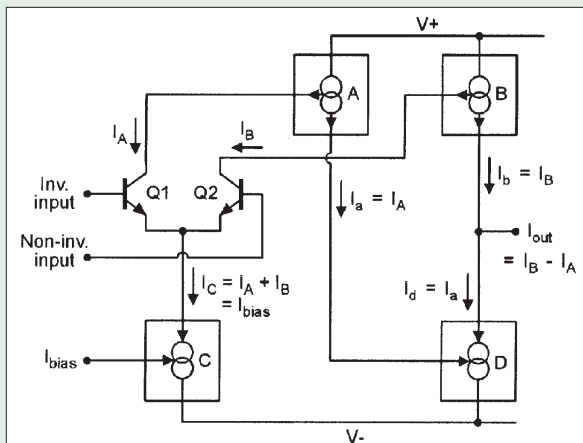 V+
A
B
I_A
I_B
Inv. input
Q1
Q2
I_a = I_A
I_b = I_B
Non-inv. input
I_out
= I_B - I_A
I_C = I_A + I_B
= I_bias
I_d = I_a
I_bias
C
D
V-